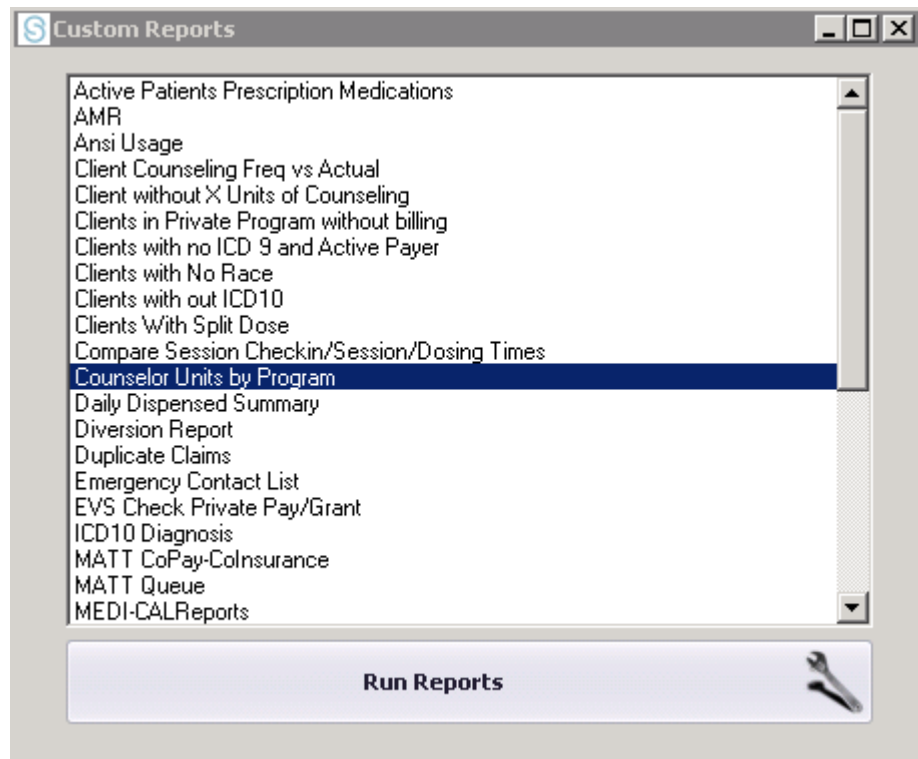 S Custom Reports
Active Patients Prescription Medications
AMR
Ansi Usage
Client Counseling Freq vs Actual
Client without X Units of Counseling
Clients in Private Program without billing
Clients with no ICD 9 and Active Payer
Clients with No Race
Clients with out ICD10
Clients With Split Dose
Compare Session Checkin/Session/Dosing Times
Counselor Units by Program
Daily Dispensed Summary
Diversion Report
Duplicate Claims
Emergency Contact List
EVS Check Private Pay/Grant
ICD10 Diagnosis
MATT CoPay-CoInsurance
MATT Queue
MEDI-CALReports
Run Reports